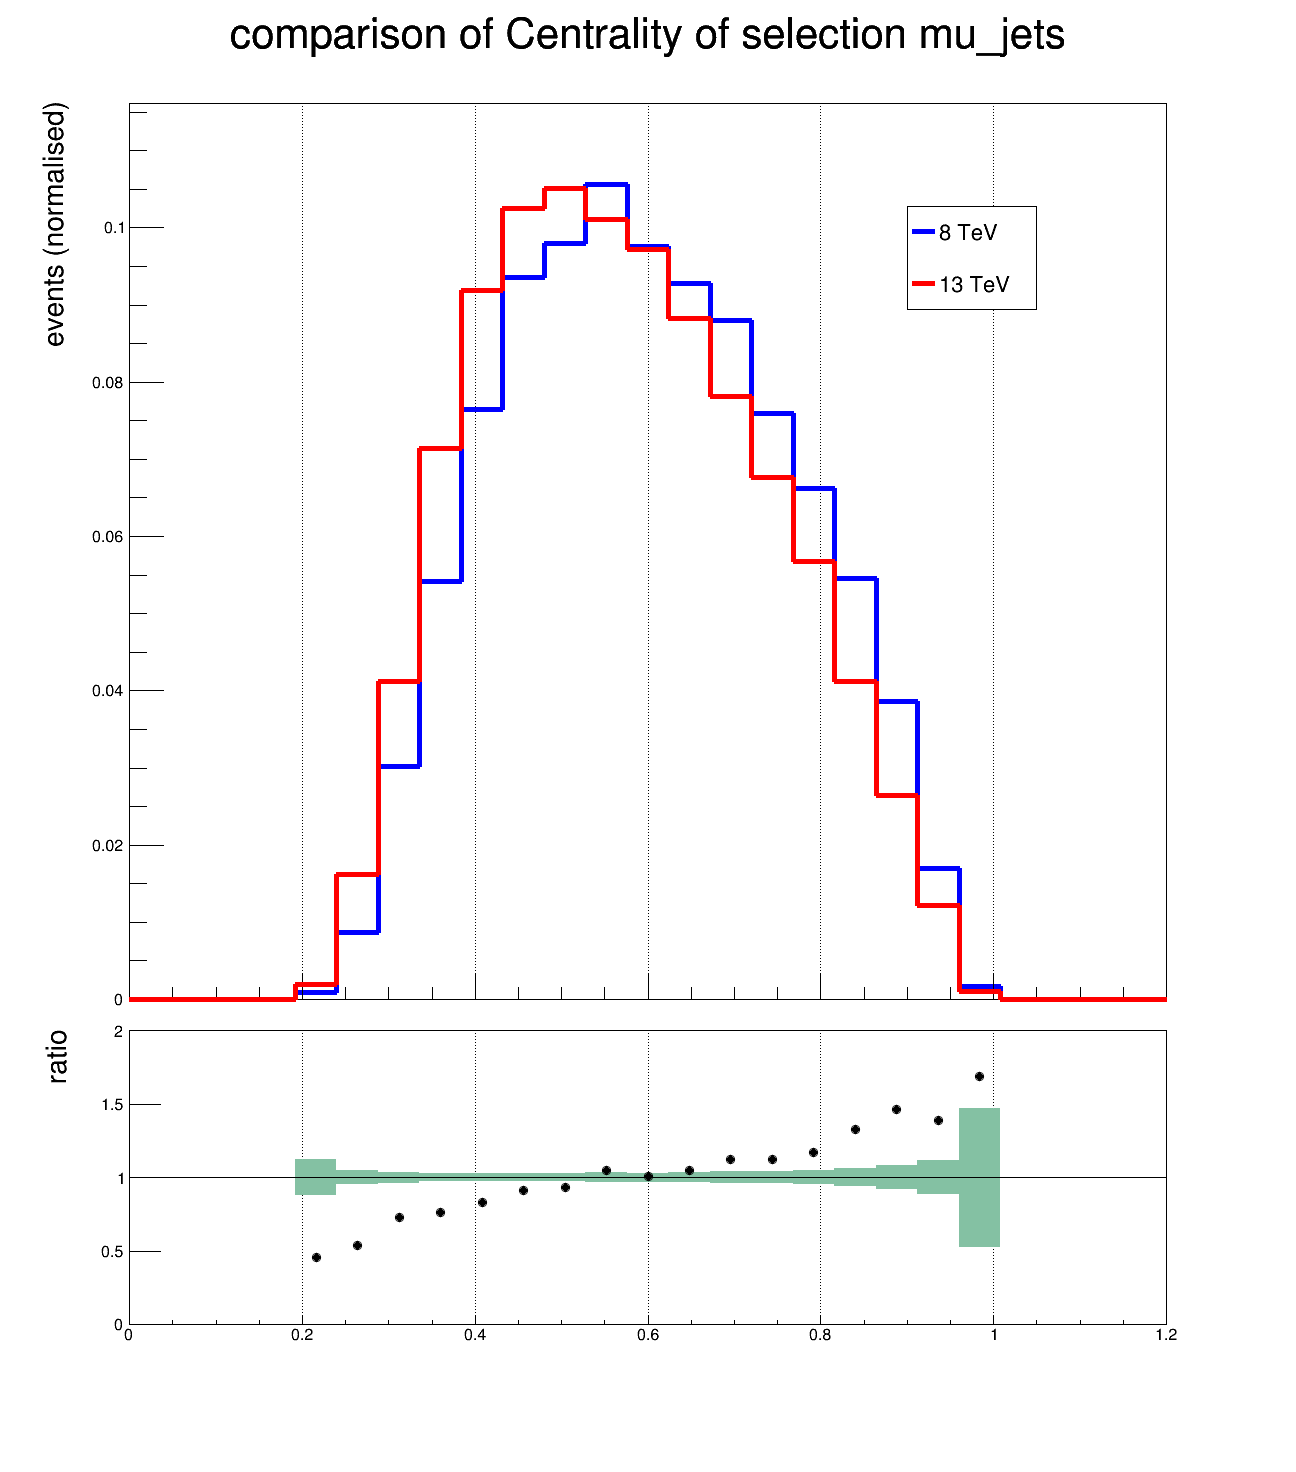 comparison of Centrality of selection mu_jets
events (normalised)
0.1
0.08
0.06
0.04
0.02
0
8 TeV
13 TeV
ratio
2
1.5
1
0.5
0
0 0.2 0.4 0.6 0.8 1 1.2